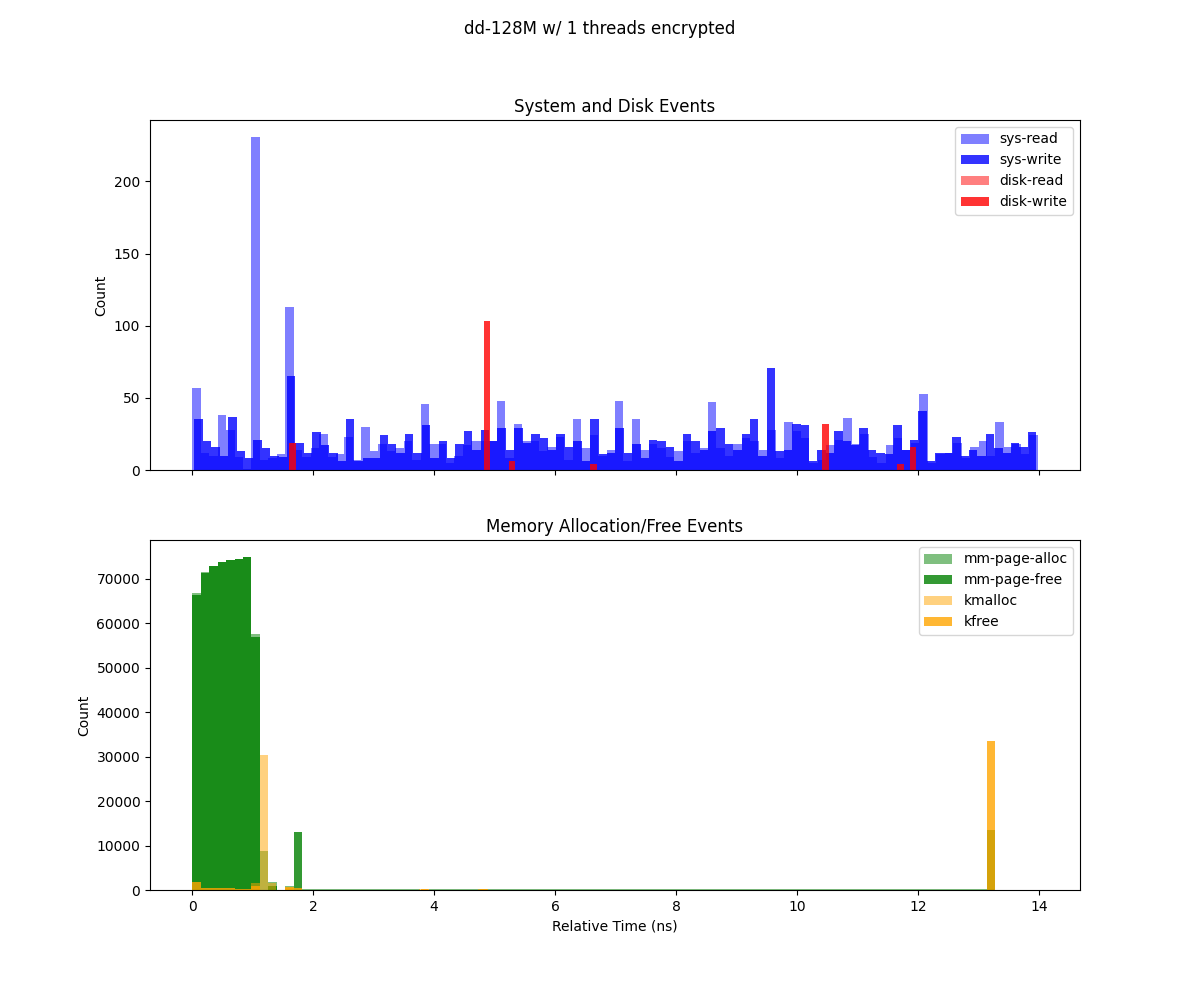 dd-128M w/ 1 threads encrypted
System and Disk Events
Count
200
150
100
50
0
sys-read
sys-write
disk-read
disk-write
Memory Allocation/Free Events
Count
70000
60000
50000
40000
30000
20000
10000
0
mm-page-alloc
mm-page-free
kmalloc
kfree
0 2 4 6 8 10 12 14
Relative Time (ns)